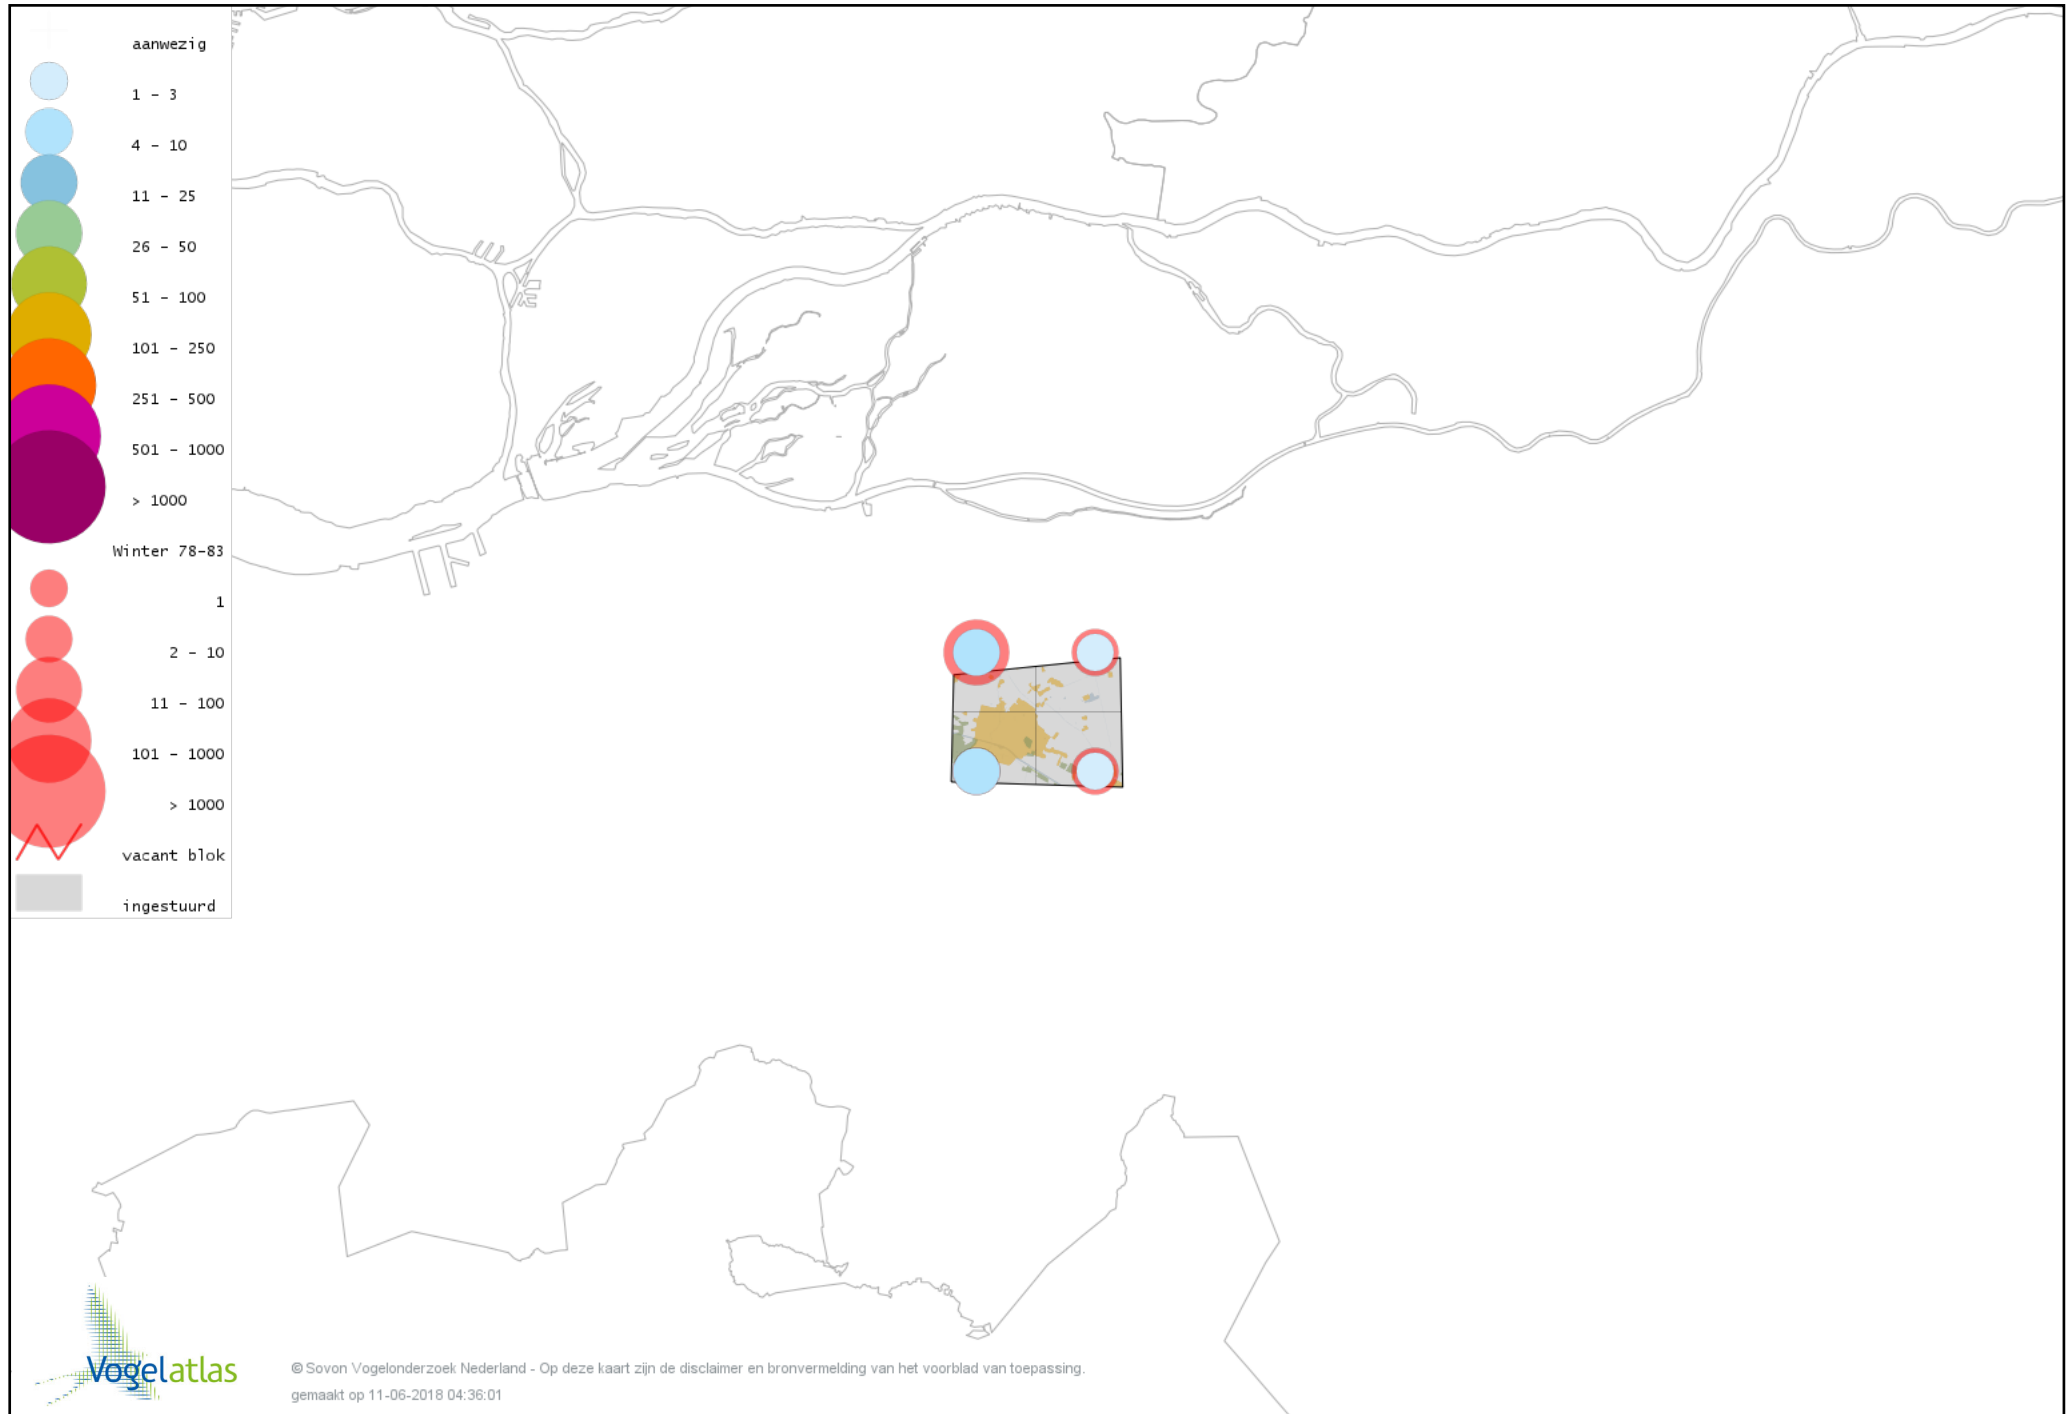 aanwezig
1 - 3
4 - 10
11 - 25
26 - 50
51 - 100
101 - 250
251 - 500
501 - 1000
> 1000
Winter 78-83
1
2 - 10
11 - 100
101 - 1000
> 1000
vacant blok
ingestuurd
Vogelatlas
© Sovon Vogelonderzoek Nederland - Op deze kaart zijn de disclaimer en bronvermelding van het voorblad van toepassing.
gemaakt op 11-06-2018 04:36:01